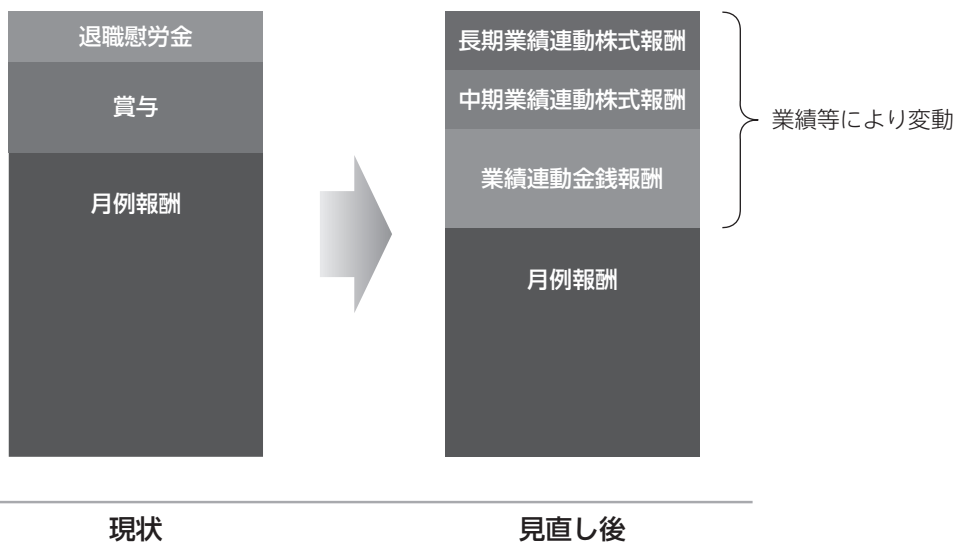 退職慰労金
賞与
月例報酬
長期業績連動株式報酬
中期業績連動株式報酬
業績連動金銭報酬
月例報酬
業績等により変動
現状
見直し後